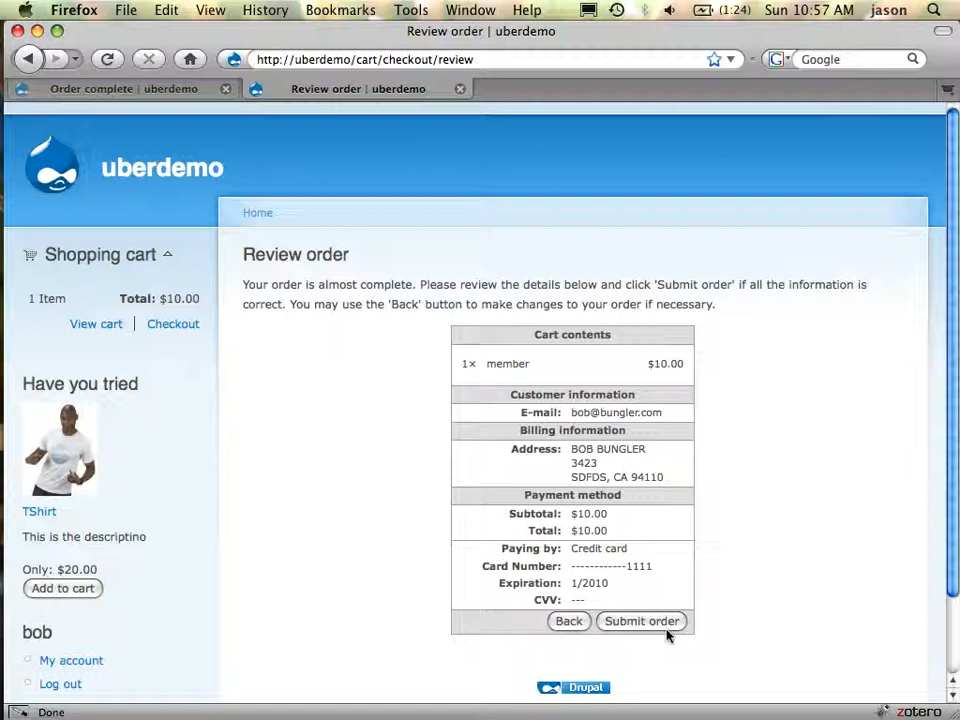 Firefox File Edit View History Bookmarks Tools Window Help (1:24) Sun 10:57 AM jason
Review order | uberdemo
http://uberdemo/cart/checkout/review Google
Order complete | uberdemo Review order | uberdemo
uberdemo
Home
Shopping cart
1 Item Total: $10.00
View cart Checkout
Have you tried
TShirt
This is the descriptino
Only: $20.00
Add to cart
bob
My account
Log out
Review order
Your order is almost complete. Please review the details below and click 'Submit order' if all the information is
correct. You may use the 'Back' button to make changes to your order if necessary.
Cart contents
1× member $10.00
Customer information
E-mail: bob@bungler.com
Billing information
Address: BOB BUNGLER
3423
SDFDS, CA 94110
Payment method
Subtotal: $10.00
Total: $10.00
Paying by: Credit card
Card Number: ------------1111
Expiration: 1/2010
CVV: ---
Back Submit order
Drupal
Done zotero